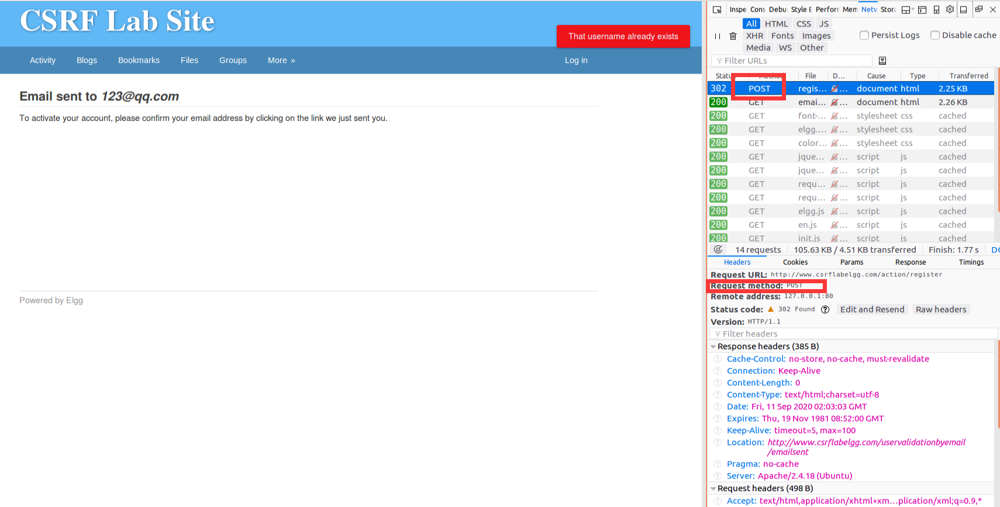 CSRF Lab Site
That username already exists
Activity Blogs Bookmarks Files Groups More » Log in
Email sent to 123@qq.com
To activate your account, please confirm your email address by clicking on the link we just sent you.
Powered by Elgg
Inspe Cons Debu Style E Perfor Mem Netw Stor
All HTML CSS JS
XHR Fonts Images
Media WS Other
Persist Logs Disable cache
Filter URLs
Statu Method File D... Cause Type Transferred
302 POST regis... ... document html 2.25 KB
200 GET emai... ... document html 2.26 KB
200 GET font-... ... stylesheet css cached
200 GET elgg.... ... stylesheet css cached
200 GET color... ... stylesheet css cached
200 GET jque... ... script js cached
200 GET jque... ... script js cached
200 GET requ... ... script js cached
200 GET requ... ... script js cached
200 GET elgg.js ... script js cached
200 GET en.js ... script js cached
200 GET init.js ... script js cached
14 requests 105.63 KB / 4.51 KB transferred Finish: 1.77 s DO
Headers Cookies Params Response Timings
Request URL: http://www.csrflabelgg.com/action/register
Request method: POST
Remote address: 127.0.0.1:80
Status code: 302 Found Edit and Resend Raw headers
Version: HTTP/1.1
Filter headers
Response headers (385 B)
Cache-Control: no-store, no-cache, must-revalidate
Connection: Keep-Alive
Content-Length: 0
Content-Type: text/html;charset=utf-8
Date: Fri, 11 Sep 2020 02:03:03 GMT
Expires: Thu, 19 Nov 1981 08:52:00 GMT
Keep-Alive: timeout=5, max=100
Location: http://www.csrflabelgg.com/uservalidationbyemail
/emailsent
Pragma: no-cache
Server: Apache/2.4.18 (Ubuntu)
Request headers (498 B)
Accept: text/html,application/xhtml+xm...plication/xml;q=0.9,*